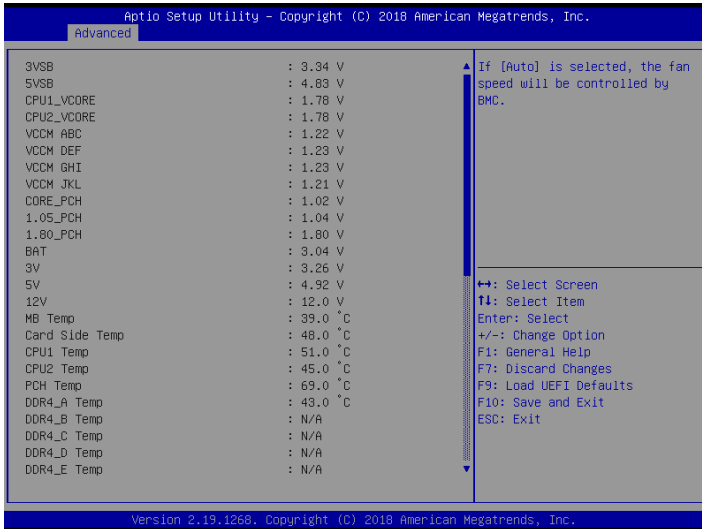 Aptio Setup Utility – Copyright (C) 2018 American Megatrends, Inc.
Advanced
3VSB : 3.34 V
5VSB : 4.83 V
CPU1_VCORE : 1.78 V
CPU2_VCORE : 1.78 V
VCCM ABC : 1.22 V
VCCM DEF : 1.23 V
VCCM GHI : 1.23 V
VCCM JKL : 1.21 V
CORE_PCH : 1.02 V
1.05_PCH : 1.04 V
1.80_PCH : 1.80 V
BAT : 3.04 V
3V : 3.26 V
5V : 4.92 V
12V : 12.0 V
MB Temp : 39.0 °C
Card Side Temp : 48.0 °C
CPU1 Temp : 51.0 °C
CPU2 Temp : 45.0 °C
PCH Temp : 69.0 °C
DDR4_A Temp : 43.0 °C
DDR4_B Temp : N/A
DDR4_C Temp : N/A
DDR4_D Temp : N/A
DDR4_E Temp : N/A
If [Auto] is selected, the fan
speed will be controlled by
BMC.
↔: Select Screen
↑↓: Select Item
Enter: Select
+/-: Change Option
F1: General Help
F7: Discard Changes
F9: Load UEFI Defaults
F10: Save and Exit
ESC: Exit
Version 2.19.1268. Copyright (C) 2018 American Megatrends, Inc.